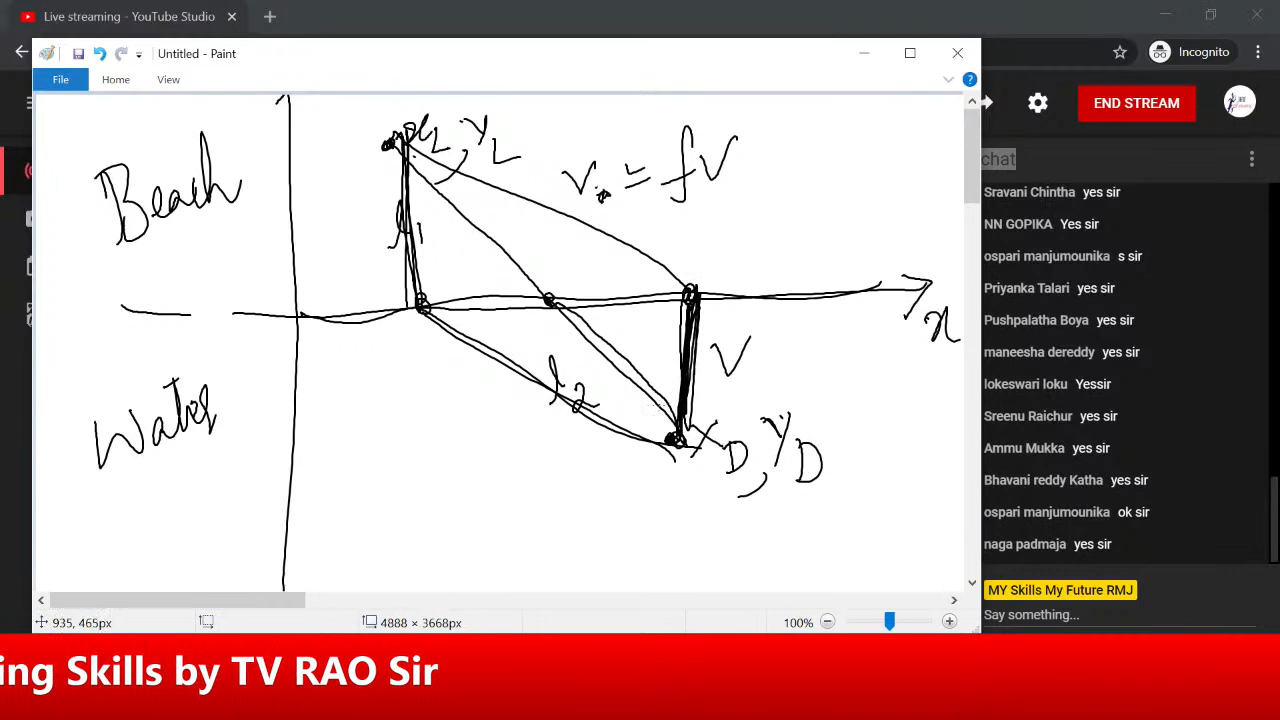 Live streaming - YouTube Studio
Incognito
Untitled - Paint
File
Home
View
END STREAM
chat
Beach
Water
x
V
Sravani Chintha yes sir
NN GOPIKA Yes sir
ospari manjumounika s sir
Priyanka Talari yes sir
Pushpalatha Boya yes sir
maneesha dereddy yes sir
lokeswari loku Yessir
Sreenu Raichur yes sir
Ammu Mukka yes sir
Bhavani reddy Katha yes sir
ospari manjumounika ok sir
naga padmaja yes sir
MY Skills My Future RMJ
Say something...
935, 465px
4888 × 3668px
100%
ing Skills by TV RAO Sir